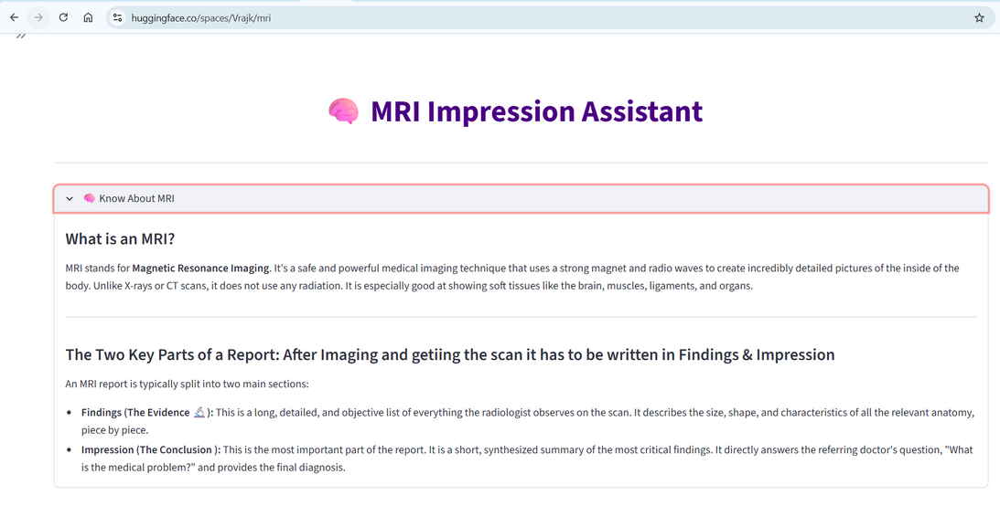 huggingface.co/spaces/Vrajk/mri
MRI Impression Assistant
Know About MRI
What is an MRI?
MRI stands for Magnetic Resonance Imaging. It's a safe and powerful medical imaging technique that uses a strong magnet and radio waves to create incredibly detailed pictures of the inside of the
body. Unlike X-rays or CT scans, it does not use any radiation. It is especially good at showing soft tissues like the brain, muscles, ligaments, and organs.
The Two Key Parts of a Report: After Imaging and getiing the scan it has to be written in Findings & Impression
An MRI report is typically split into two main sections:
• Findings (The Evidence 🔬): This is a long, detailed, and objective list of everything the radiologist observes on the scan. It describes the size, shape, and characteristics of all the relevant anatomy,
piece by piece.
• Impression (The Conclusion ): This is the most important part of the report. It is a short, synthesized summary of the most critical findings. It directly answers the referring doctor's question, "What
is the medical problem?" and provides the final diagnosis.